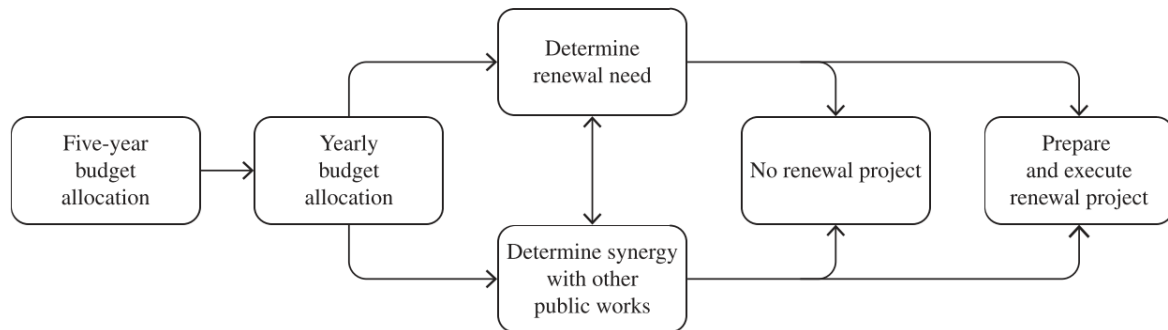 Five-year
budget
allocation
Yearly
budget
allocation
Determine
renewal need
Determine synergy
with other
public works
No renewal project
Prepare
and execute
renewal project